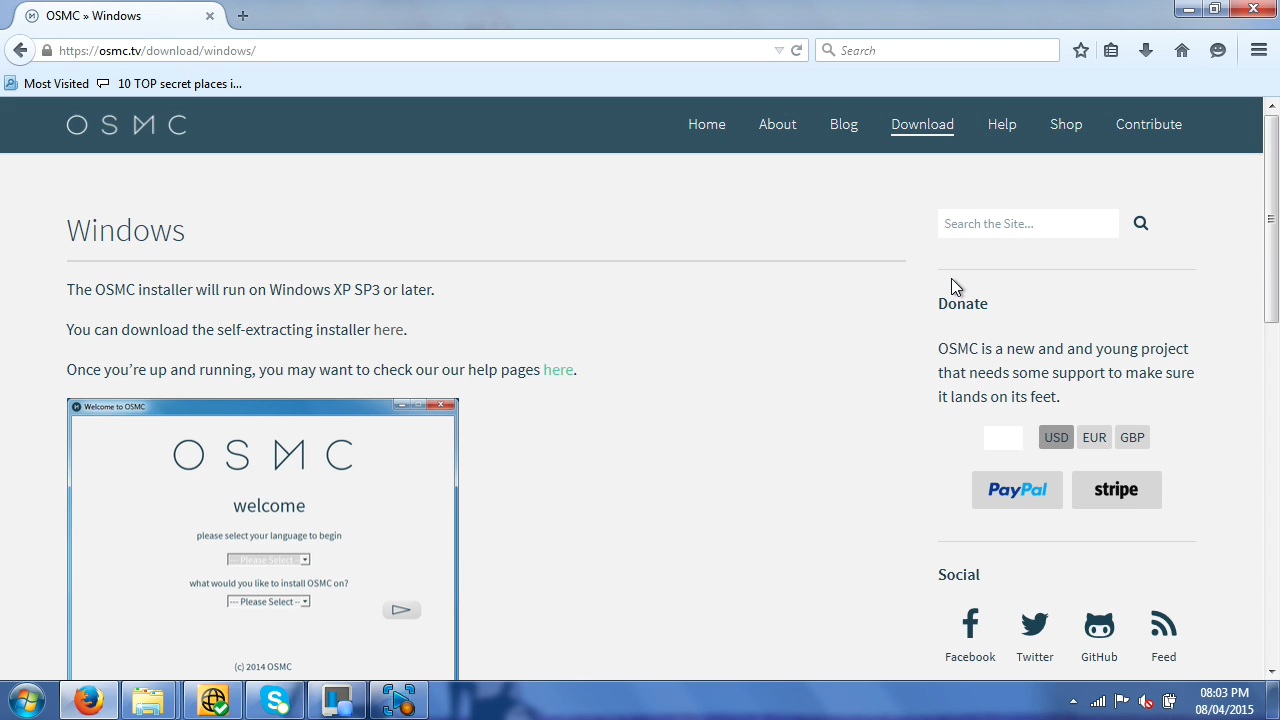 OSMC » Windows
https://osmc.tv/download/windows/
Search
Most Visited
10 TOP secret places i...
OSMC
Home
About
Blog
Download
Help
Shop
Contribute
Windows
The OSMC installer will run on Windows XP SP3 or later.
You can download the self-extracting installer here.
Once you’re up and running, you may want to check our our help pages here.
Welcome to OSMC
OSMC
welcome
please select your language to begin
--- Please Select ---
what would you like to install OSMC on?
--- Please Select --
(c) 2014 OSMC
Search the Site...
Donate
OSMC is a new and and young project
that needs some support to make sure
it lands on its feet.
USD
EUR
GBP
PayPal
stripe
Social
Facebook
Twitter
GitHub
Feed
08:03 PM
08/04/2015